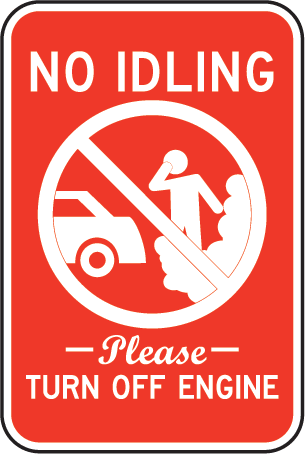 NO IDLING
Please
TURN OFF ENGINE